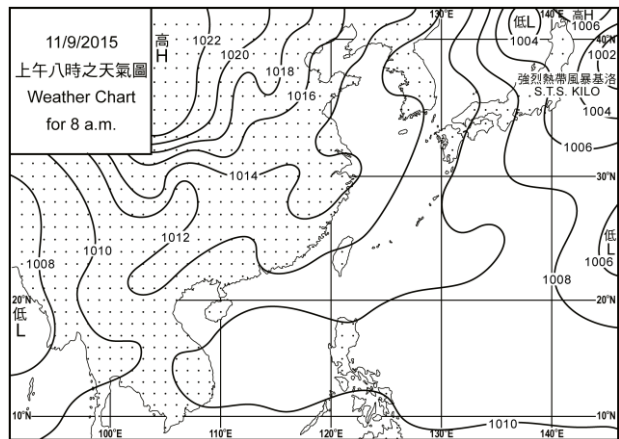 11/9/2015
上午八時之天氣圖
Weather Chart
for 8 a.m.
高
H
1022
1020
1018
1016
1014
1012
1010
1008
低
L
130°E
低L
1004
140°E
高H
1006
40°N
1002
強烈熱帶風暴基洛
S.T.S. KILO
1004
1006
30°N
低
L
1006
1008
20°N
20°N
10°N
10°N
1010
100°E
110°E
120°E
130°E
140°E